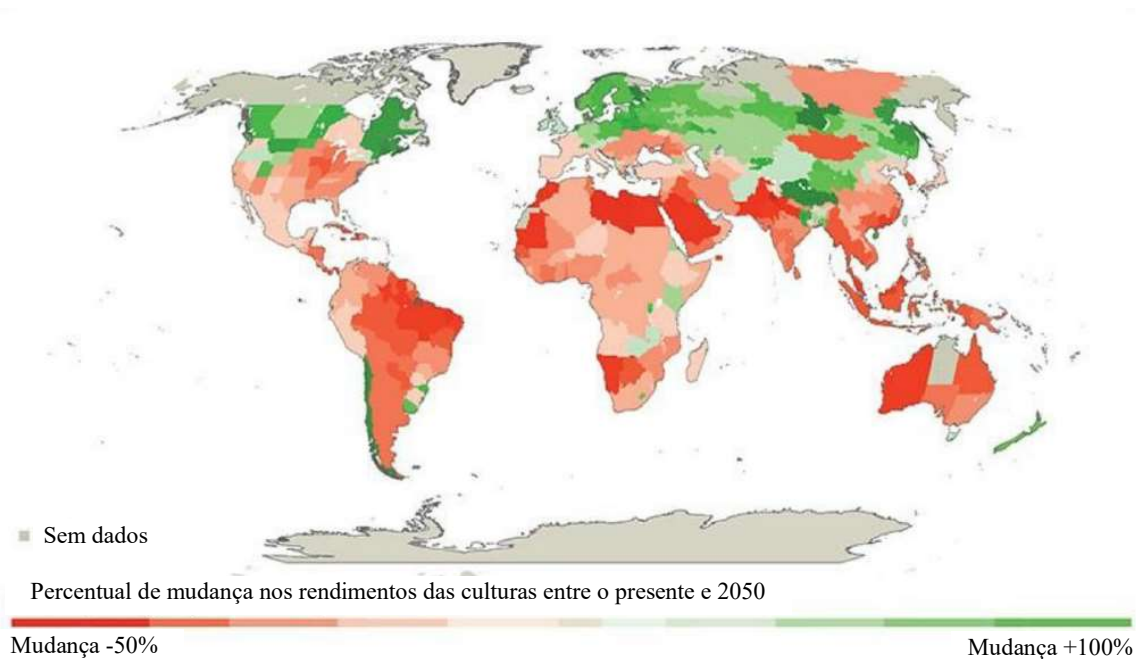 Sem dados
Percentual de mudança nos rendimentos das culturas entre o presente e 2050
Mudança -50%
Mudança +100%